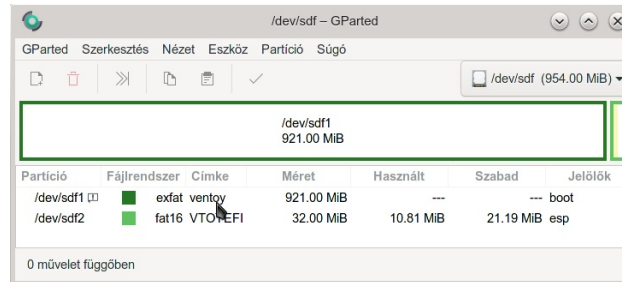 /dev/sdf – GParted
GParted Szerkesztés Nézet Eszköz Partíció Súgó
/dev/sdf (954.00 MiB)
/dev/sdf1
921.00 MiB
Partíció Fájlrendszer Címke Méret Használt Szabad Jelölők
/dev/sdf1 exfat ventoy 921.00 MiB --- --- boot
/dev/sdf2 fat16 VTOYEFI 32.00 MiB 10.81 MiB 21.19 MiB esp
0 művelet függőben